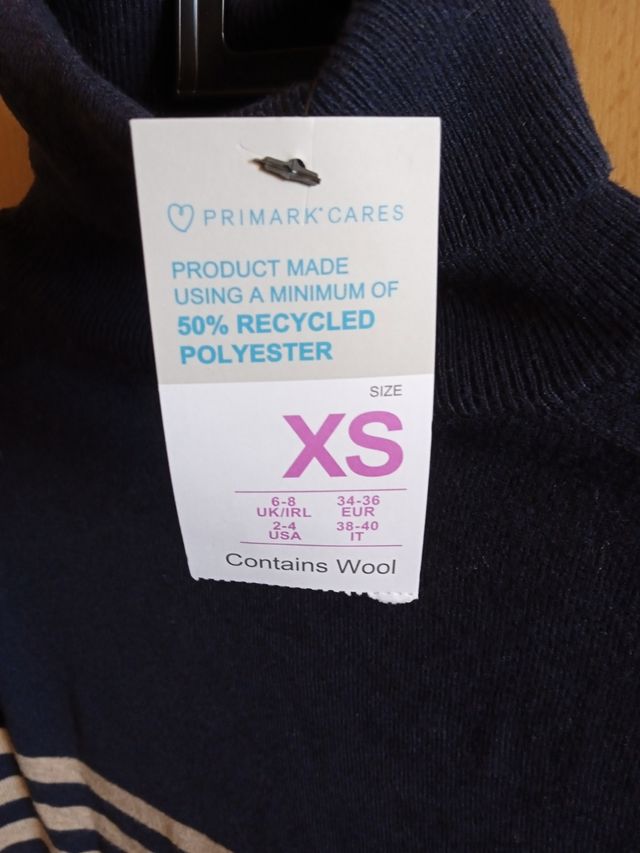 PRIMARK® CARES
PRODUCT MADE
USING A MINIMUM OF
50% RECYCLED
POLYESTER
SIZE
XS
6-8 34-36
UK/IRL EUR
2-4 38-40
USA IT
Contains Wool